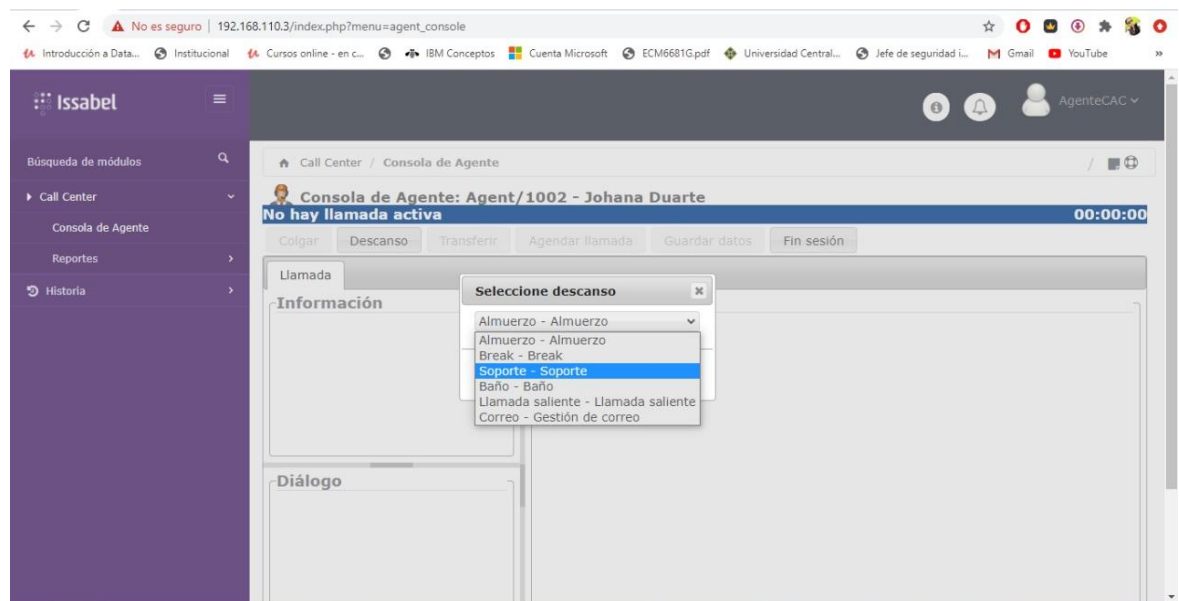 No es seguro | 192.168.110.3/index.php?menu=agent_console
Introducción a Data... Institucional Cursos online - en c... IBM Conceptos Cuenta Microsoft ECM6681G.pdf Universidad Central... Jefe de seguridad i... Gmail YouTube »
Issabel
AgenteCAC
Búsqueda de módulos
Call Center / Consola de Agente /
Call Center
Consola de Agente
Reportes
Historia
Consola de Agente: Agent/1002 - Johana Duarte
No hay llamada activa 00:00:00
Colgar Descanso Transferir Agendar llamada Guardar datos Fin sesión
Llamada
Información
Seleccione descanso
Almuerzo - Almuerzo
Almuerzo - Almuerzo
Break - Break
Soporte - Soporte
Baño - Baño
Llamada saliente - Llamada saliente
Correo - Gestión de correo
Diálogo